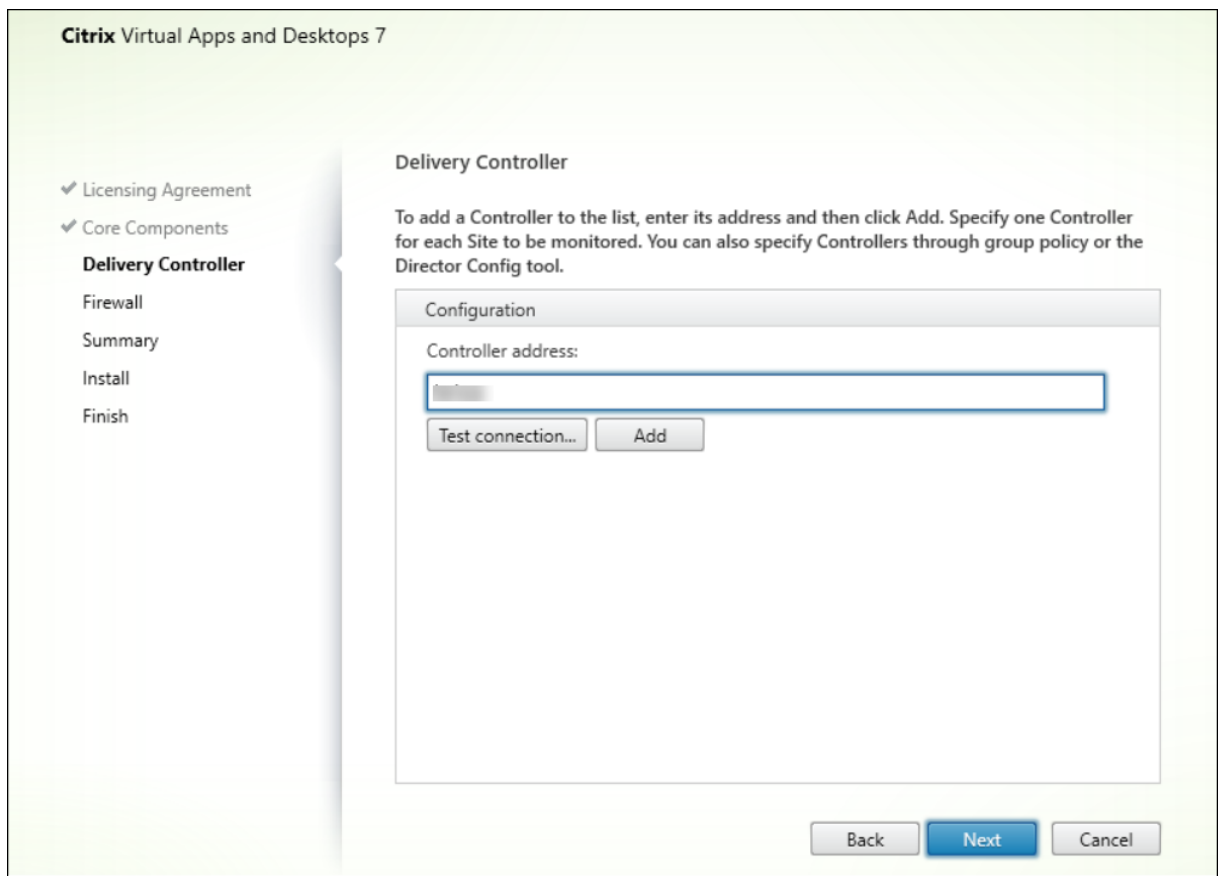 Citrix Virtual Apps and Desktops 7
Licensing Agreement
Core Components
Delivery Controller
Firewall
Summary
Install
Finish
Delivery Controller
To add a Controller to the list, enter its address and then click Add. Specify one Controller
for each Site to be monitored. You can also specify Controllers through group policy or the
Director Config tool.
Configuration
Controller address:
Test connection...
Add
Back
Next
Cancel